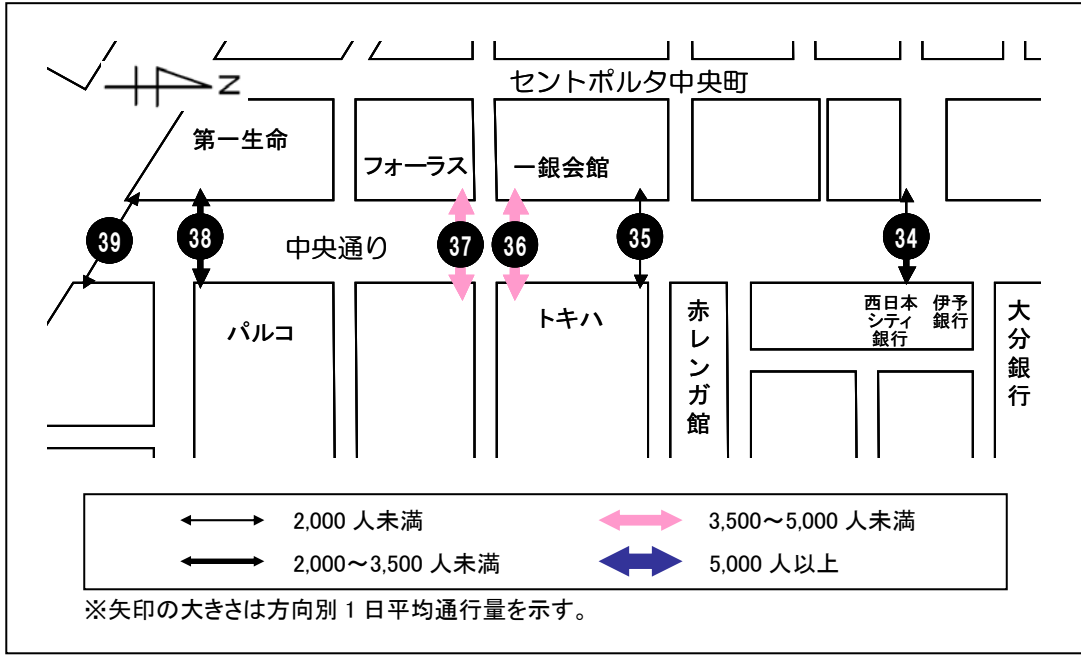 セントポルタ中央町
N
第一生命
フォーラス
一銀会館
39
38
中央通り
37
36
35
34
パルコ
トキハ
赤レンガ館
西日本
シティ
銀行
伊予
銀行
大分銀行
2,000 人未満
3,500～5,000 人未満
2,000～3,500 人未満
5,000 人以上
※矢印の大きさは方向別 1 日平均通行量を示す。